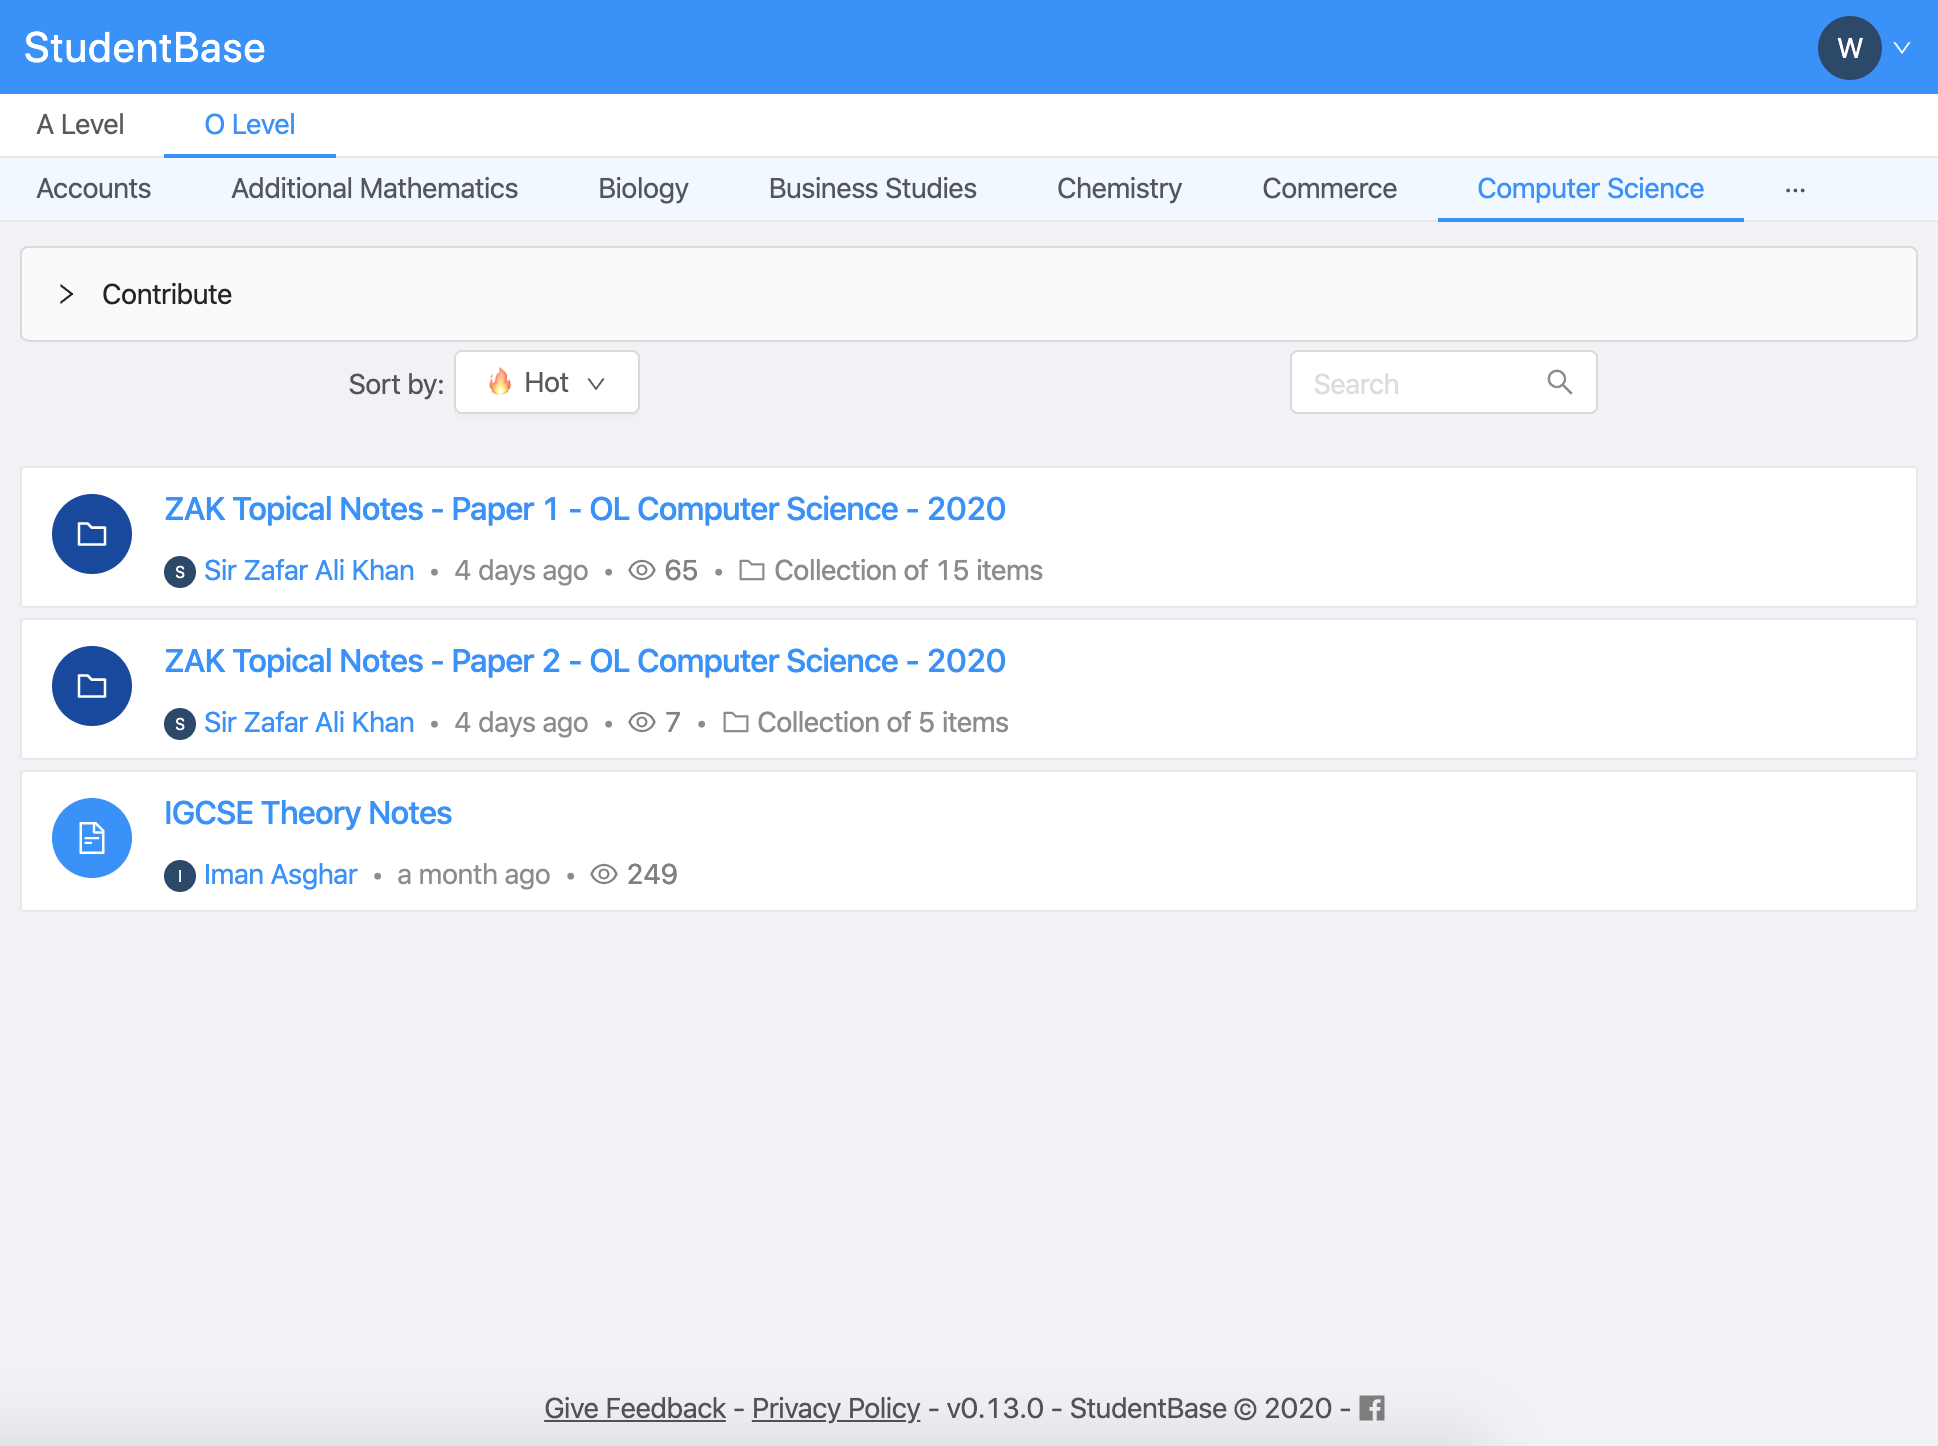 StudentBase
W
A Level O Level
Accounts Additional Mathematics Biology Business Studies Chemistry Commerce Computer Science ...
Contribute
Sort by: 🔥 Hot
Search
ZAK Topical Notes - Paper 1 - OL Computer Science - 2020
S Sir Zafar Ali Khan • 4 days ago • 65 • Collection of 15 items
ZAK Topical Notes - Paper 2 - OL Computer Science - 2020
S Sir Zafar Ali Khan • 4 days ago • 7 • Collection of 5 items
IGCSE Theory Notes
I Iman Asghar • a month ago • 249
Give Feedback - Privacy Policy - v0.13.0 - StudentBase © 2020 -